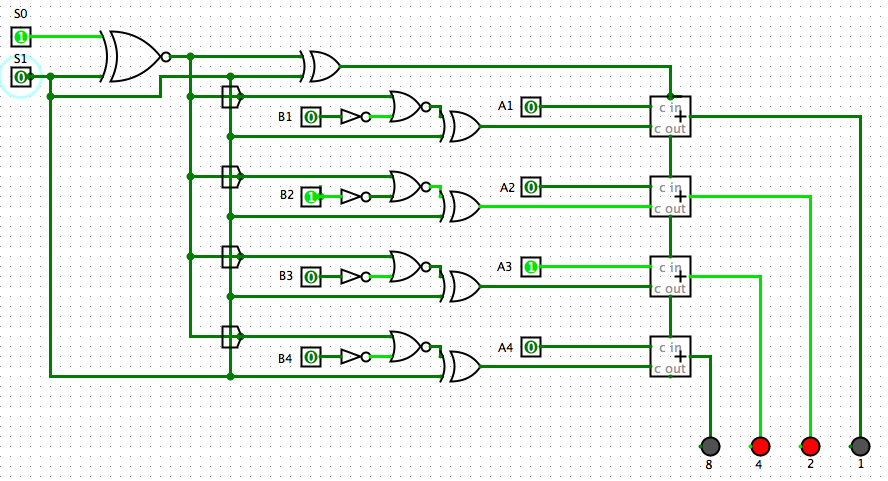 S0
1
S1
0
B1 0
A1 0
c in
+
c out
B2 1
A2 0
c in
+
c out
B3 0
A3 1
c in
+
c out
B4 0
A4 0
c in
+
c out
8 4 2 1